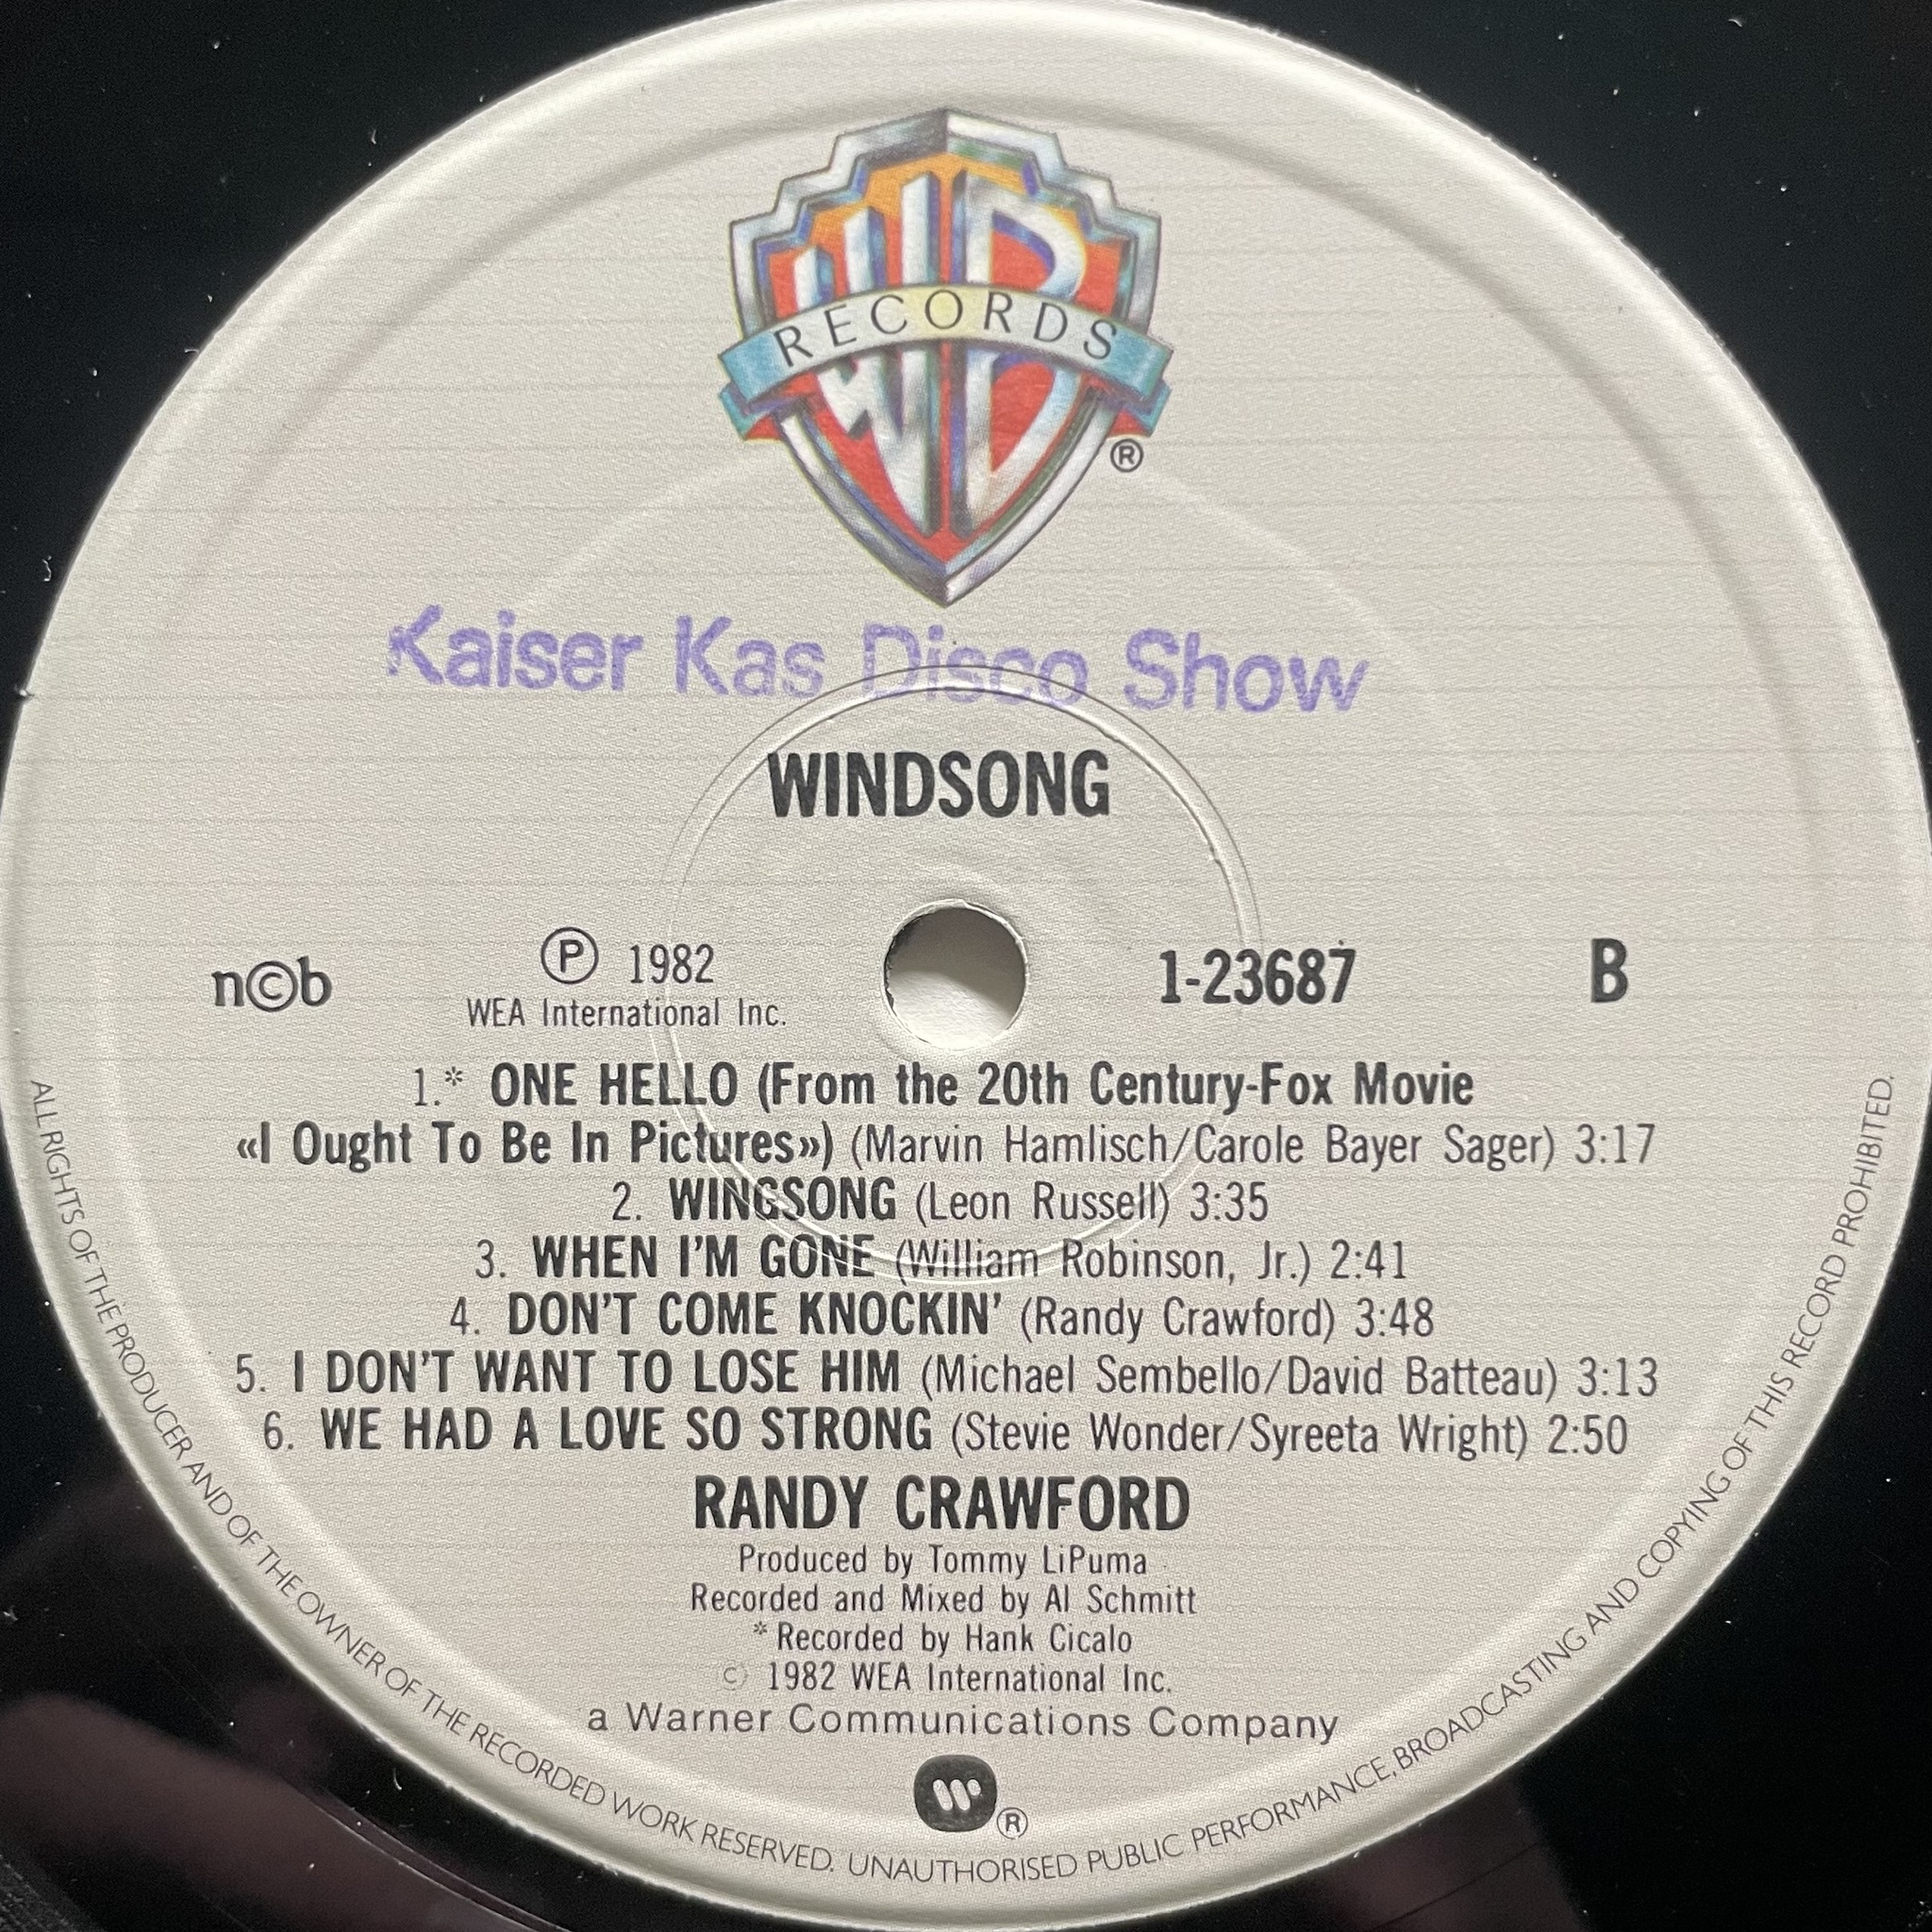 WB
RECORDS
®
Kaiser Kas Disco Show
WINDSONG
n©b
℗ 1982
WEA International Inc.
1-23687
B
1.* ONE HELLO (From the 20th Century-Fox Movie
«I Ought To Be In Pictures») (Marvin Hamlisch/Carole Bayer Sager) 3:17
2. WINGSONG (Leon Russell) 3:35
3. WHEN I'M GONE (William Robinson, Jr.) 2:41
4. DON'T COME KNOCKIN' (Randy Crawford) 3:48
5. I DON'T WANT TO LOSE HIM (Michael Sembello/David Batteau) 3:13
6. WE HAD A LOVE SO STRONG (Stevie Wonder/Syreeta Wright) 2:50
RANDY CRAWFORD
Produced by Tommy LiPuma
Recorded and Mixed by Al Schmitt
* Recorded by Hank Cicalo
© 1982 WEA International Inc.
a Warner Communications Company
W ®
ALL RIGHTS OF THE PRODUCER AND OF THE OWNER OF THE RECORDED WORK RESERVED. UNAUTHORISED PUBLIC PERFORMANCE, BROADCASTING AND COPYING OF THIS RECORD PROHIBITED.